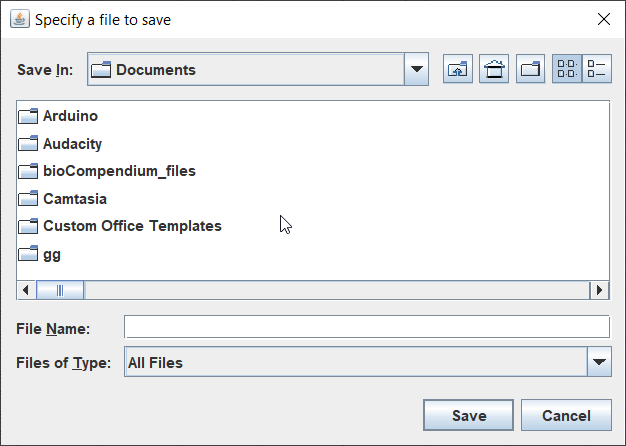 Specify a file to save
Save In: Documents
Arduino
Audacity
bioCompendium_files
Camtasia
Custom Office Templates
gg
File Name:
Files of Type: All Files
Save Cancel